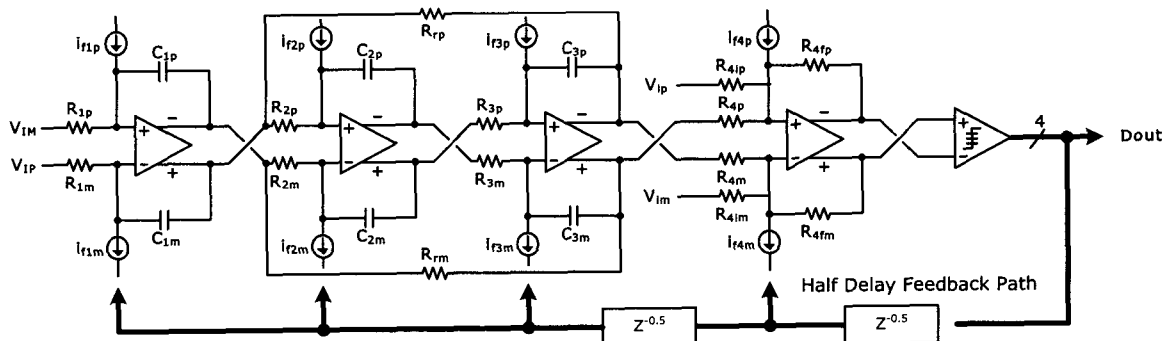 if1p
C1p
if2p
C2p
Rrp
if3p
C3p
if4p
R4fp
VIM
R1p
R2p
R3p
VIp
R4ip
R4p
VIP
R1m
R2m
R3m
R4m
VIm
R4im
R4fm
if1m
C1m
if2m
C2m
Rrm
if3m
C3m
if4m
+
−
−
+
+
−
−
+
+
−
−
+
+
−
−
+
+
−
4
Dout
Half Delay Feedback Path
Z-0.5
Z-0.5